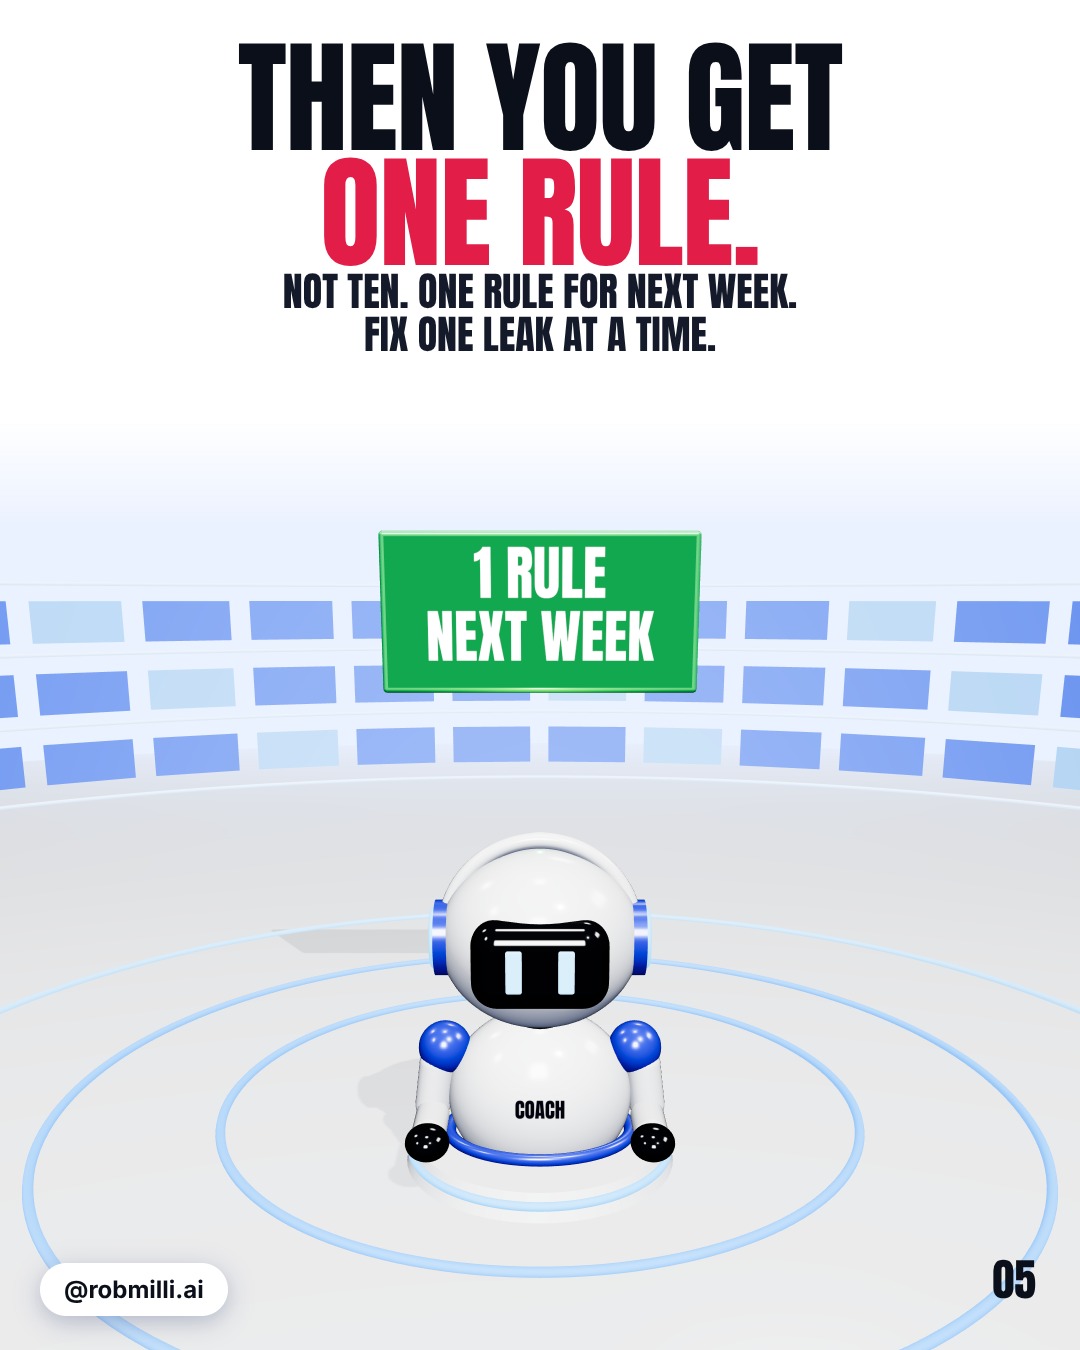 THEN YOU GET
ONE RULE.
NOT TEN. ONE RULE FOR NEXT WEEK.
FIX ONE LEAK AT A TIME.
1 RULE
NEXT WEEK
COACH
@robmilli.ai
05